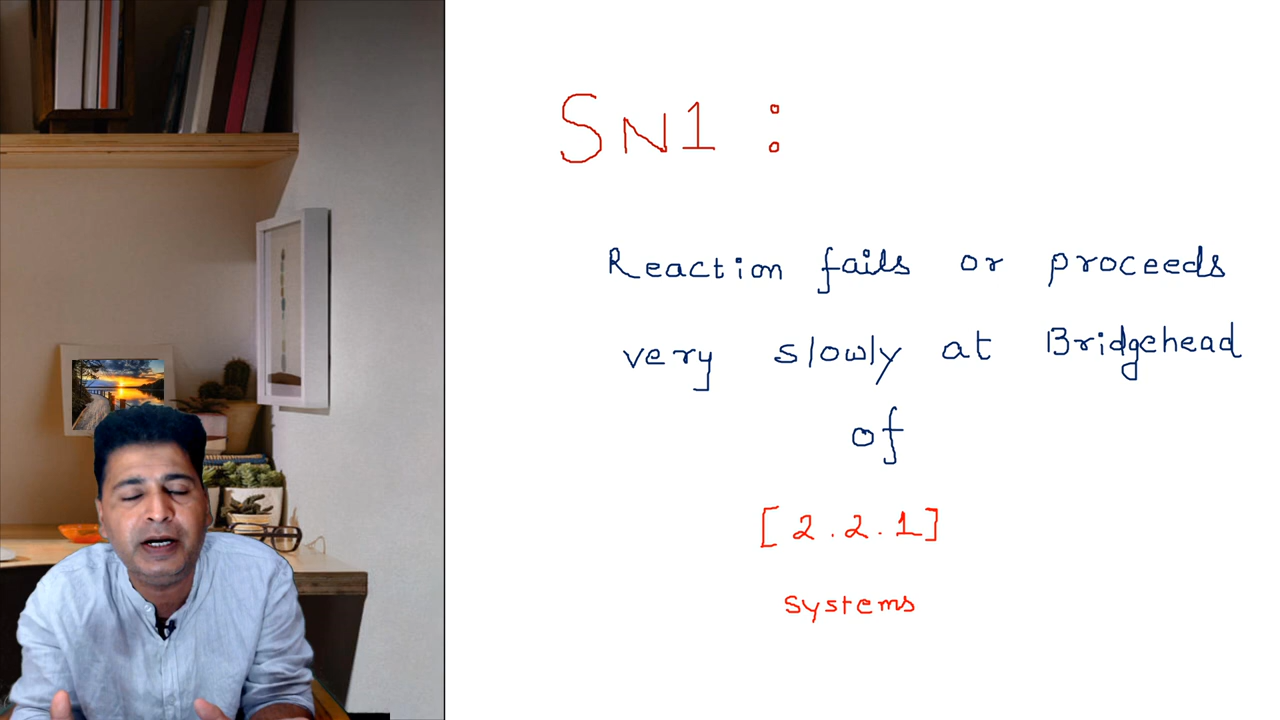 SN1 :
Reaction fails or proceeds
very slowly at Bridgehead
of
[2.2.1]
systems